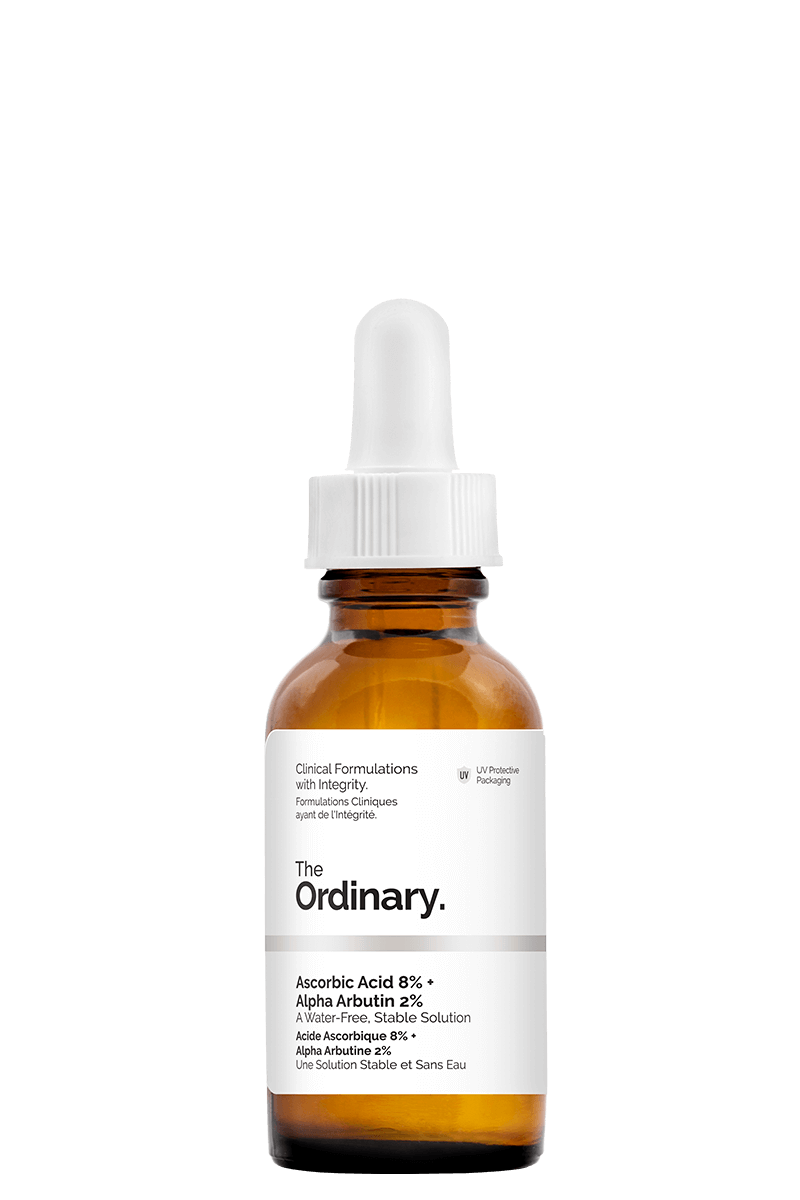 Clinical Formulations
with Integrity.
Formulations Cliniques
ayant de l'Intégrité.
UV
UV Protective
Packaging
The
Ordinary.
Ascorbic Acid 8% +
Alpha Arbutin 2%
A Water-Free, Stable Solution
Acide Ascorbique 8% +
Alpha Arbutine 2%
Une Solution Stable et Sans Eau